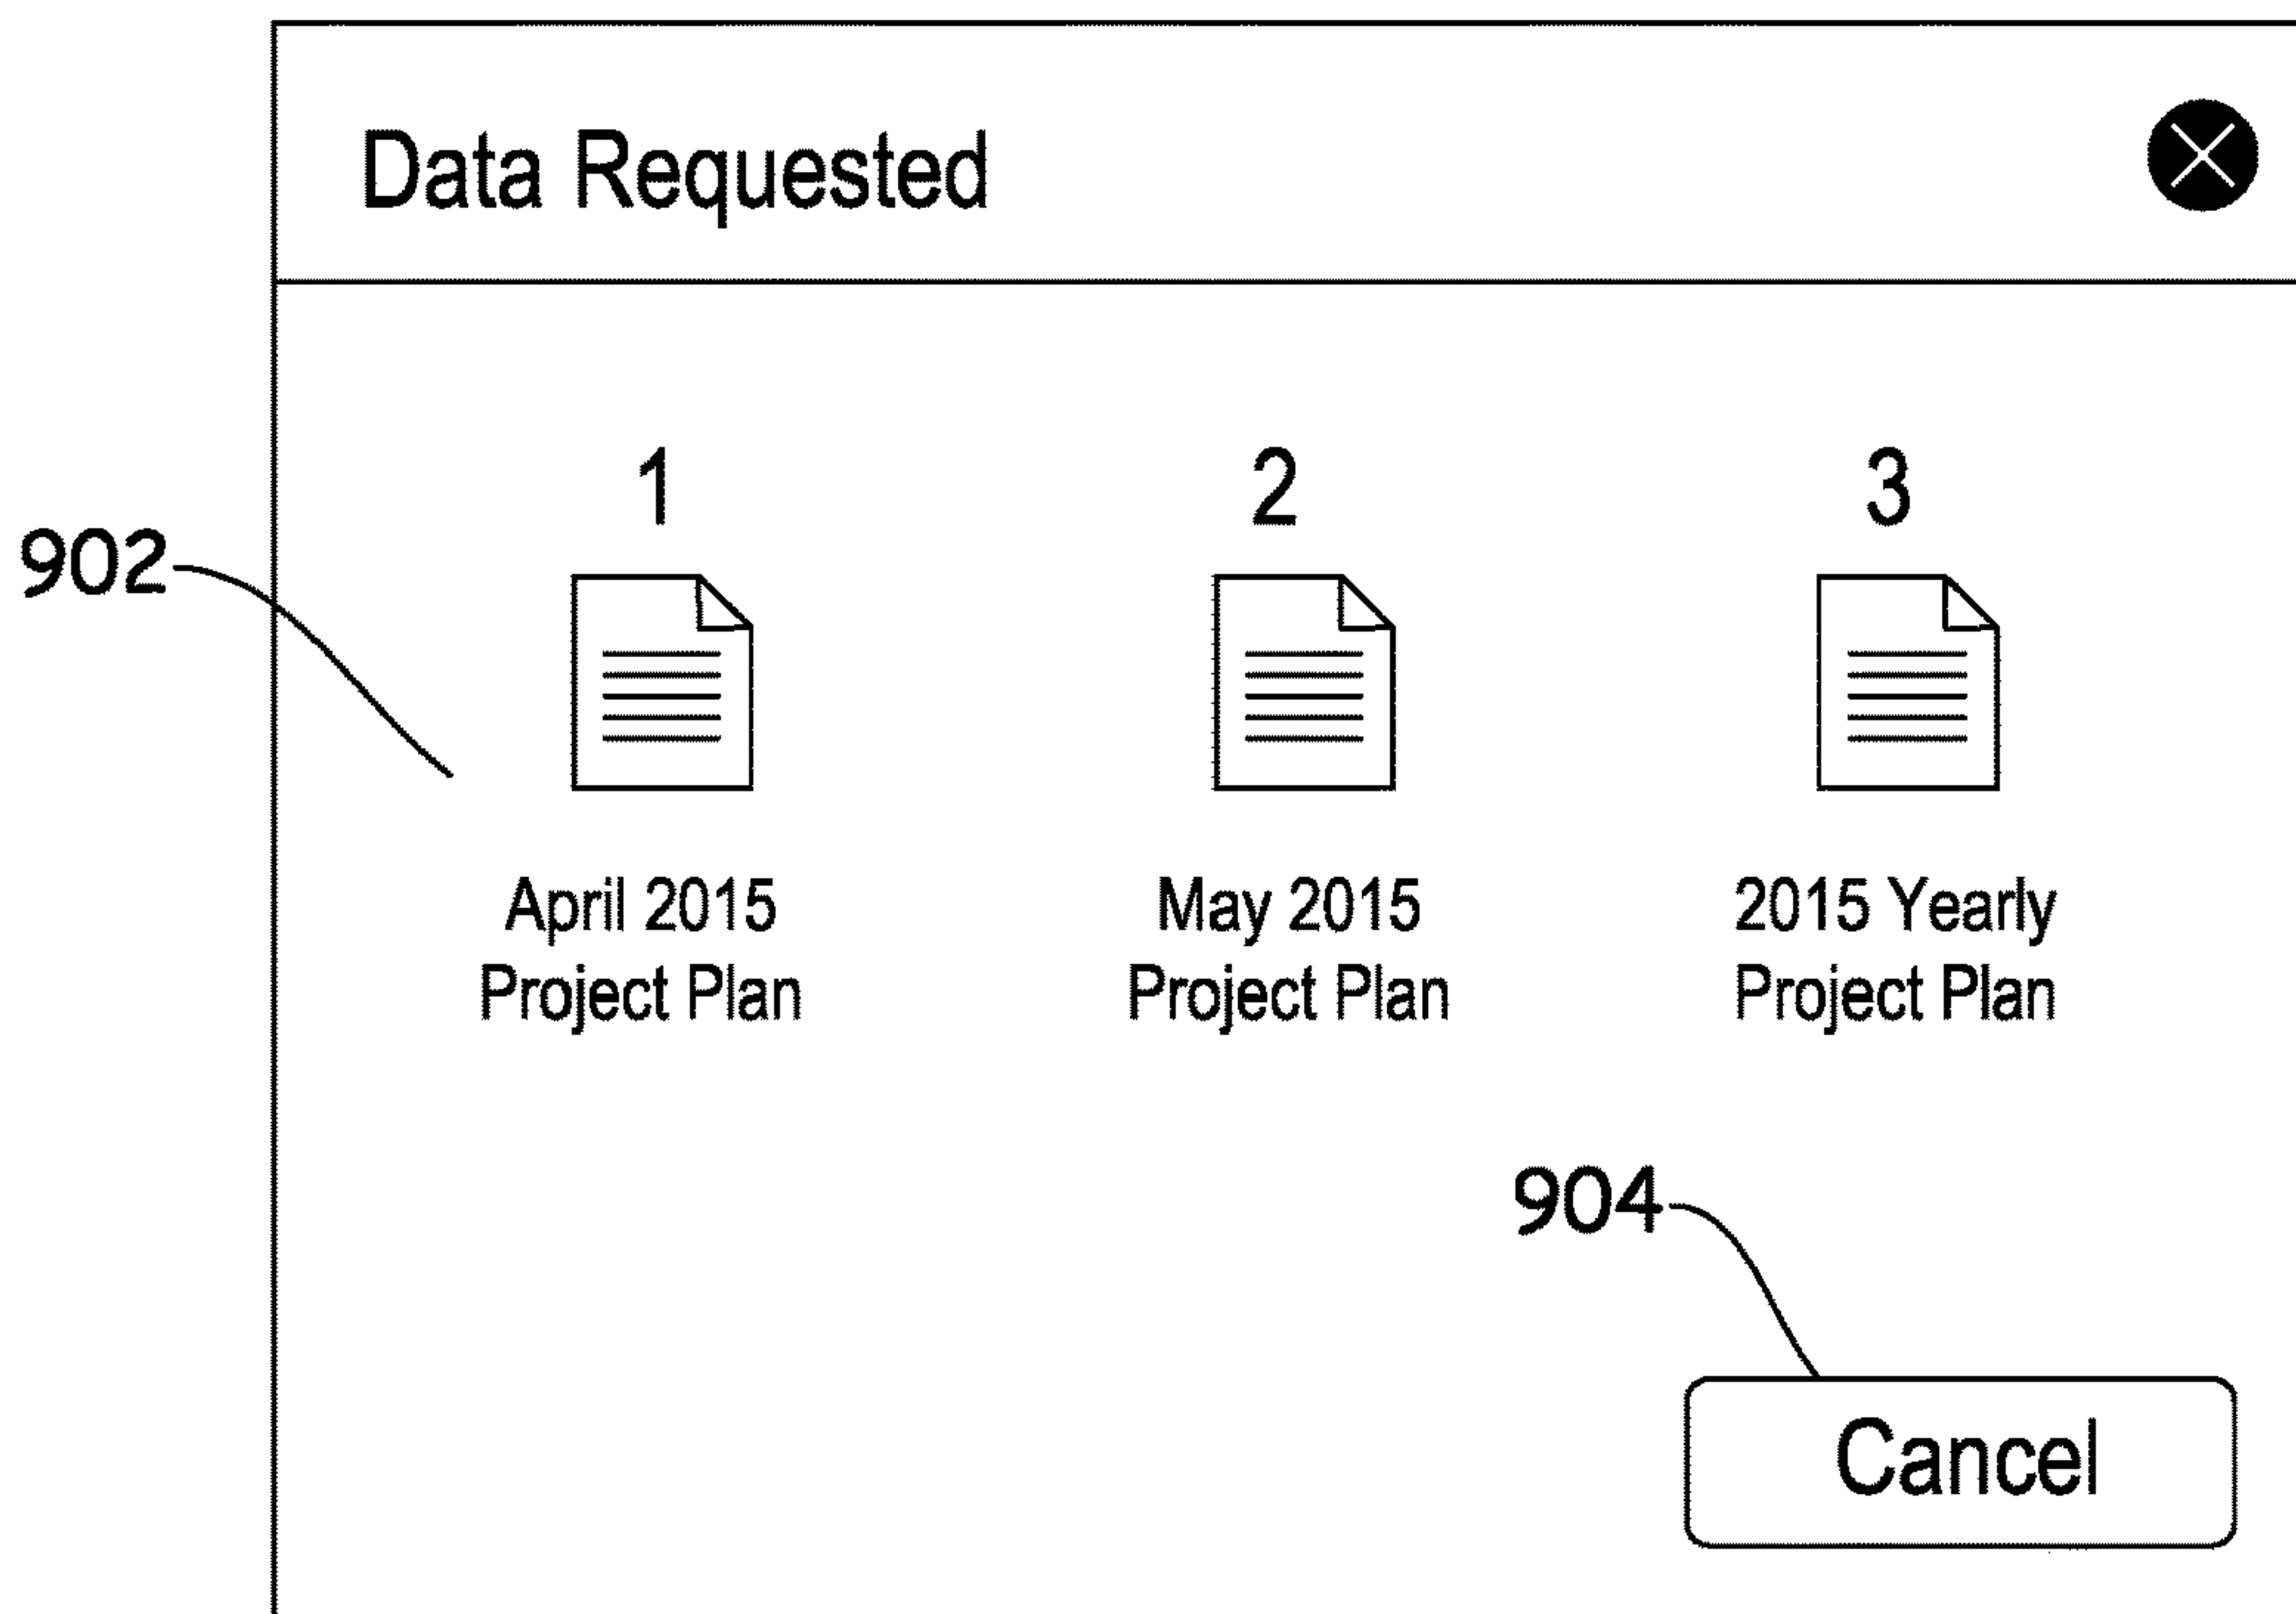 Data Requested
1 2 3
902
April 2015 May 2015 2015 Yearly
Project Plan Project Plan Project Plan
904
Cancel